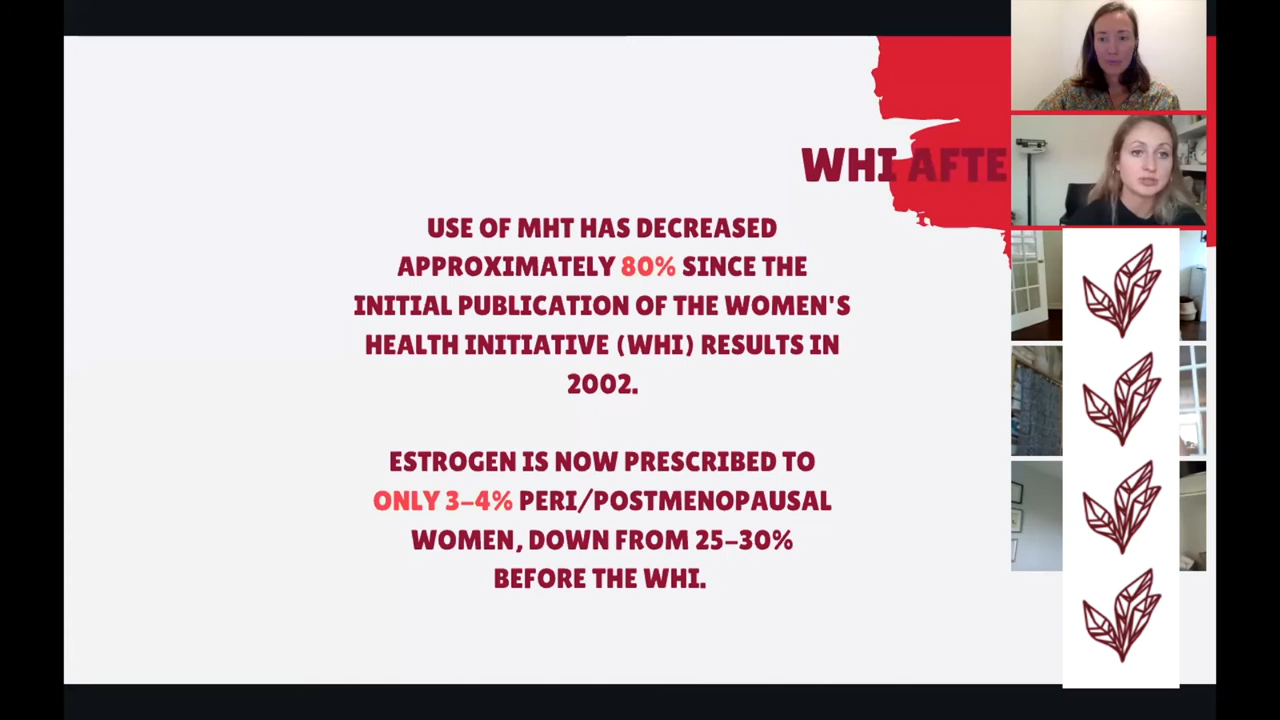 WHI AFTE
USE OF MHT HAS DECREASED
APPROXIMATELY 80% SINCE THE
INITIAL PUBLICATION OF THE WOMEN'S
HEALTH INITIATIVE (WHI) RESULTS IN
2002.
ESTROGEN IS NOW PRESCRIBED TO
ONLY 3-4% PERI/POSTMENOPAUSAL
WOMEN, DOWN FROM 25-30%
BEFORE THE WHI.